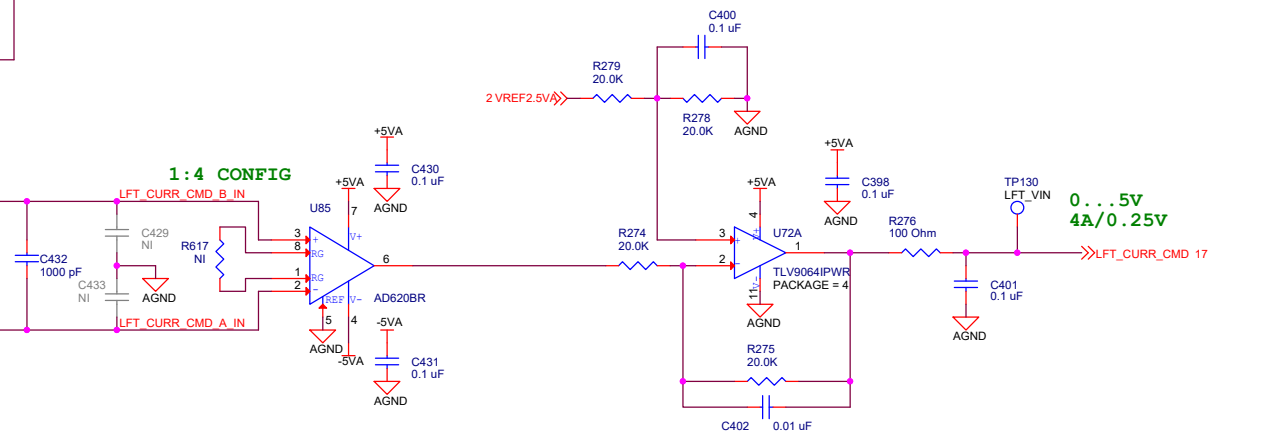 C400
0.1 uF
R279
20.0K
2 VREF2.5VA
R278
20.0K
AGND
+5VA
C430
0.1 uF
AGND
+5VA
C398
0.1 uF
AGND
1:4 CONFIG
LFT_CURR_CMD_B_IN
+5VA
U85
7
V+
3
+
8
RG
1
RG
2
-
REF
V-
6
5
4
AD620BR
AGND
-5VA
C429
NI
R617
NI
C432
1000 pF
C433
NI
AGND
LFT_CURR_CMD_A_IN
-5VA
C431
0.1 uF
AGND
R274
20.0K
+5VA
4
U72A
V+
3
+
2
-
1
11
V-
TLV9064IPWR
PACKAGE = 4
AGND
R276
100 Ohm
TP130
LFT_VIN
0...5V
4A/0.25V
LFT_CURR_CMD 17
C401
0.1 uF
AGND
R275
20.0K
C402
0.01 uF